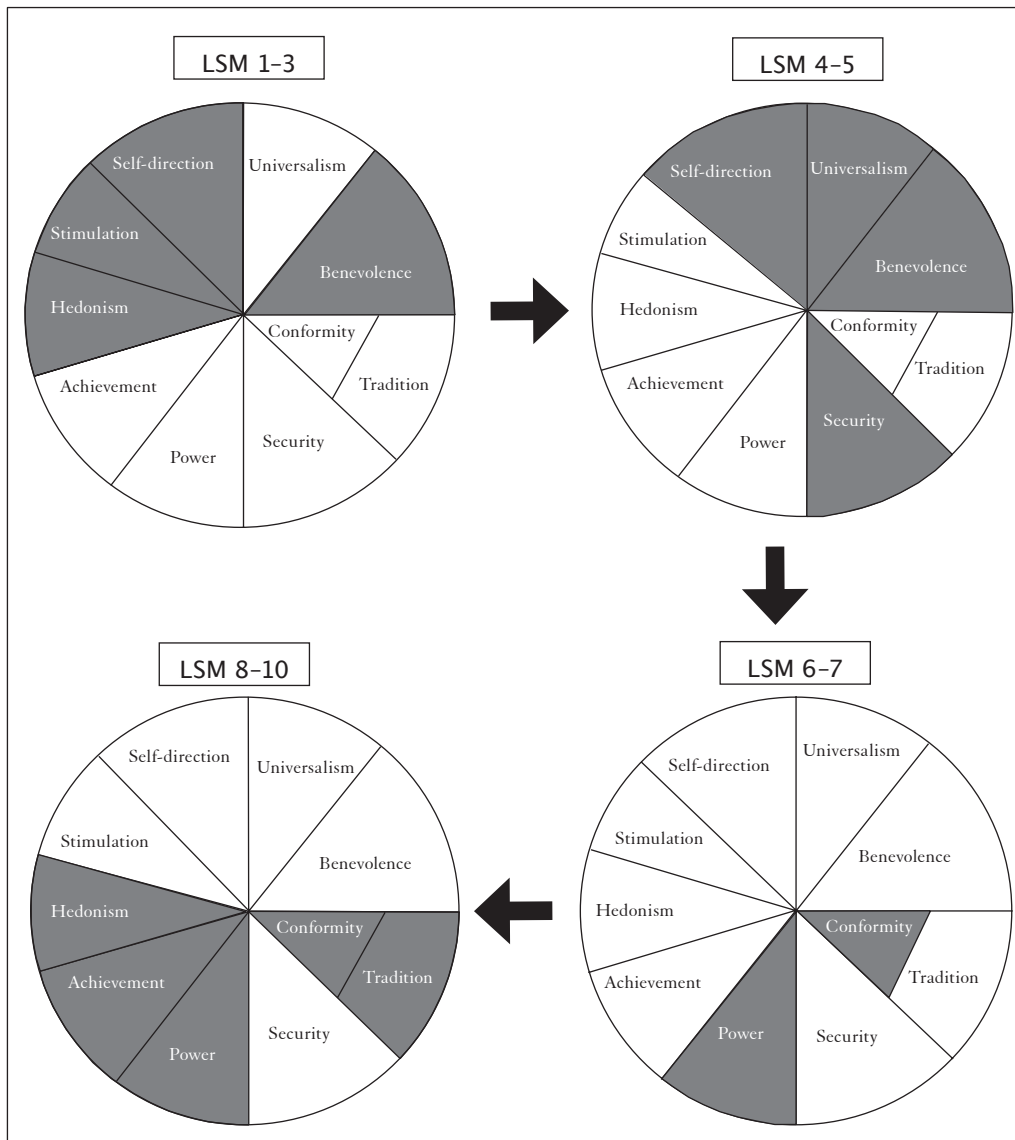 LSM 1–3
Self-direction
Universalism
Stimulation
Benevolence
Hedonism
Conformity
Achievement
Tradition
Security
Power
LSM 4–5
Self-direction
Universalism
Stimulation
Benevolence
Hedonism
Conformity
Tradition
Achievement
Security
Power
LSM 6–7
Self-direction
Universalism
Stimulation
Benevolence
Hedonism
Conformity
Tradition
Achievement
Power
Security
LSM 8–10
Self-direction
Universalism
Stimulation
Benevolence
Hedonism
Conformity
Tradition
Achievement
Security
Power